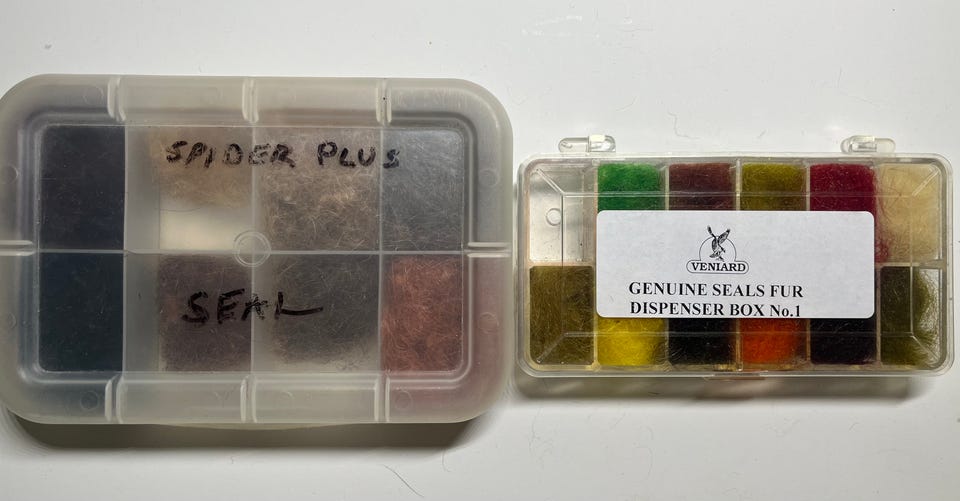 SPIDER PLUS
SEAL
VENIARD
GENUINE SEALS FUR
DISPENSER BOX No.1